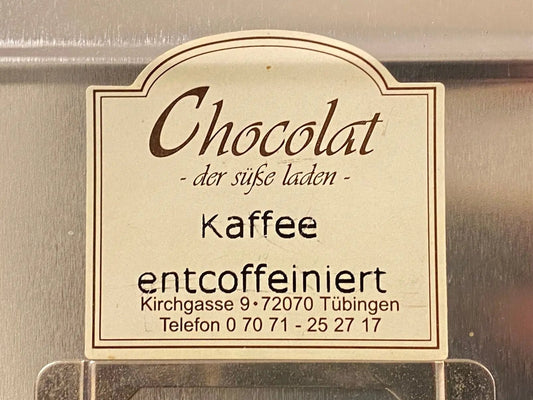 Chocolat
- der süße laden -
Kaffee
entcoffeiniert
Kirchgasse 9 • 72070 Tübingen
Telefon 0 70 71 - 25 27 17